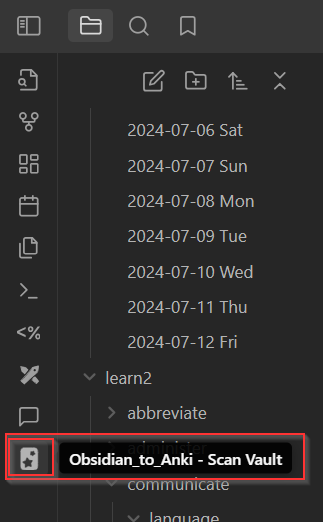 2024-07-06 Sat
2024-07-07 Sun
2024-07-08 Mon
2024-07-09 Tue
2024-07-10 Wed
2024-07-11 Thu
2024-07-12 Fri
<%
learn2
abbreviate
administer
Obsidian_to_Anki - Scan Vault
communicate
language